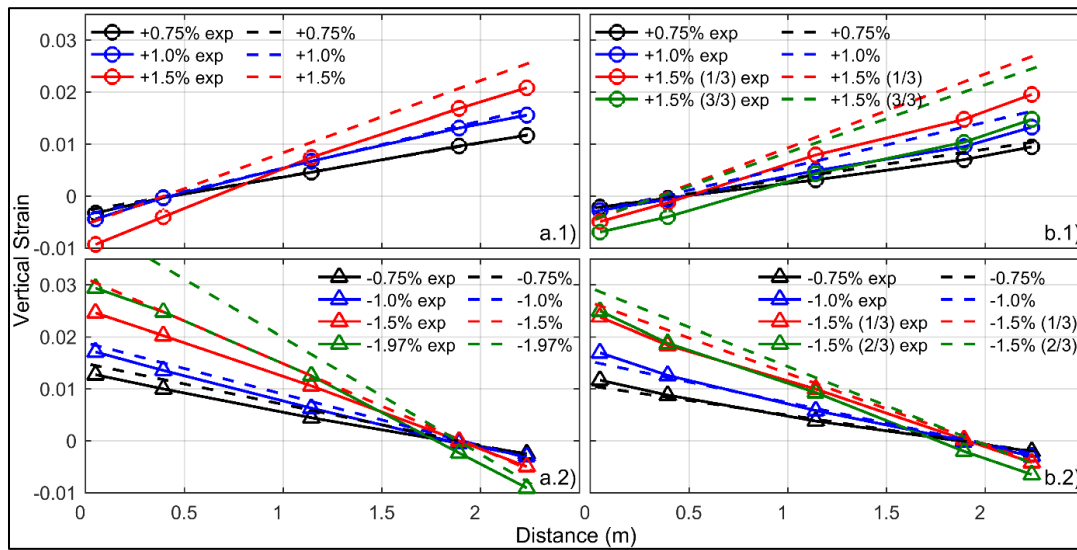 +0.75% exp +0.75%
+1.0% exp +1.0%
+1.5% exp +1.5%
0.03
0.02
0.01
0
-0.01
a.1)
+0.75% exp +0.75%
+1.0% exp +1.0%
+1.5% (1/3) exp +1.5% (1/3)
+1.5% (3/3) exp +1.5% (3/3)
b.1)
Vertical Strain
-0.75% exp -0.75%
-1.0% exp -1.0%
-1.5% exp -1.5%
-1.97% exp -1.97%
0.03
0.02
0.01
0
-0.01
a.2)
-0.75% exp -0.75%
-1.0% exp -1.0%
-1.5% (1/3) exp -1.5% (1/3)
-1.5% (2/3) exp -1.5% (2/3)
b.2)
0 0.5 1 1.5 2 0 0.5 1 1.5 2
Distance (m)